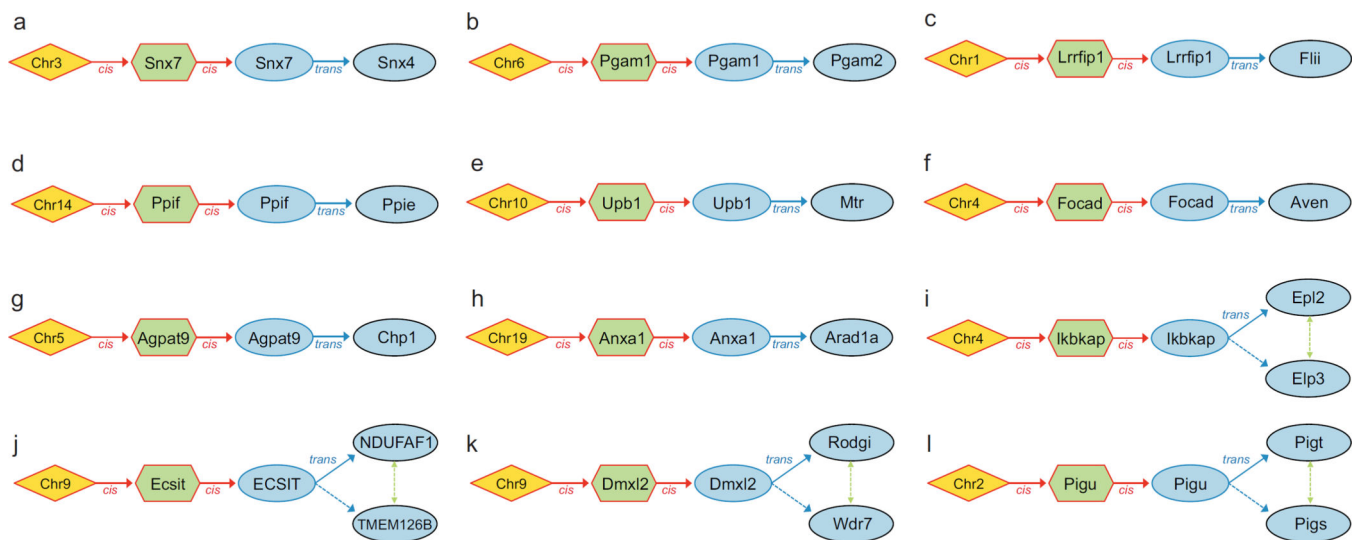 a
Chr3 cis Snx7 cis Snx7 trans Snx4
b
Chr6 cis Pgam1 cis Pgam1 trans Pgam2
c
Chr1 cis Lrrfip1 cis Lrrfip1 trans Flii
d
Chr14 cis Ppif cis Ppif trans Ppie
e
Chr10 cis Upb1 cis Upb1 trans Mtr
f
Chr4 cis Focad cis Focad trans Aven
g
Chr5 cis Agpat9 cis Agpat9 trans Chp1
h
Chr19 cis Anxa1 cis Anxa1 trans Arad1a
i
Chr4 cis Ikbkap cis Ikbkap trans Epl2
Elp3
j
Chr9 cis Ecsit cis ECSIT trans NDUFAF1
TMEM126B
k
Chr9 cis Dmxl2 cis Dmxl2 trans Rodgi
Wdr7
l
Chr2 cis Pigu cis Pigu trans Pigt
Pigs